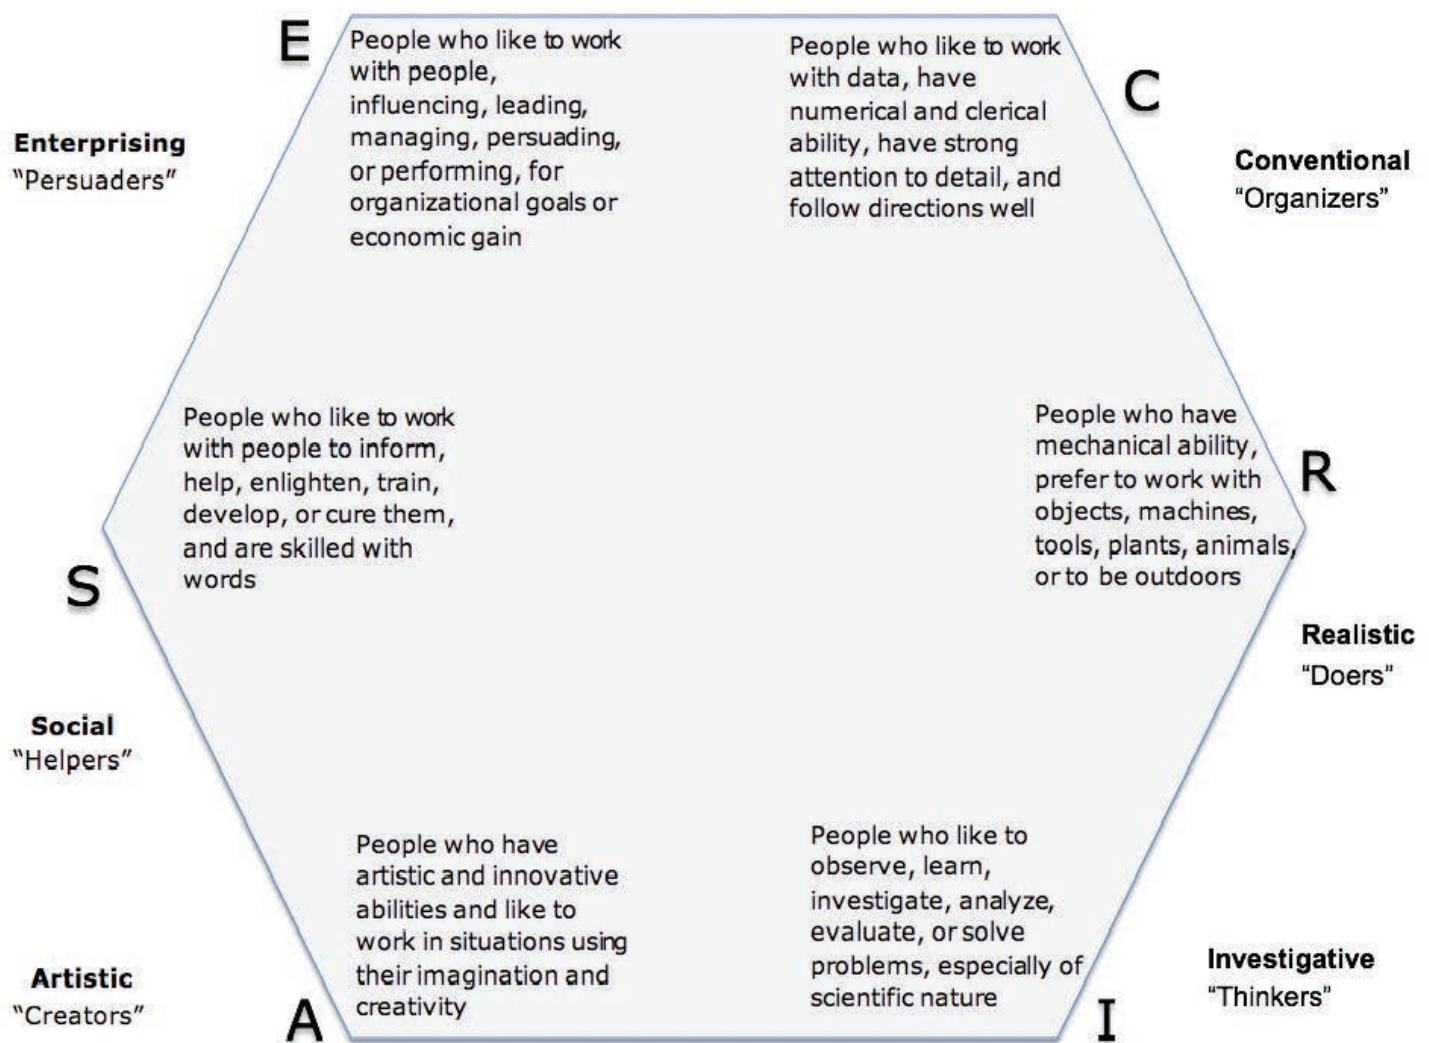 E
People who like to work
with people,
influencing, leading,
managing, persuading,
or performing, for
organizational goals or
economic gain
People who like to work
with data, have
numerical and clerical
ability, have strong
attention to detail, and
follow directions well
C
Enterprising
"Persuaders"
Conventional
"Organizers"
People who like to work
with people to inform,
help, enlighten, train,
develop, or cure them,
and are skilled with
words
S
People who have
mechanical ability,
prefer to work with
objects, machines,
tools, plants, animals,
or to be outdoors
R
Realistic
"Doers"
Social
"Helpers"
People who have
artistic and innovative
abilities and like to
work in situations using
their imagination and
creativity
People who like to
observe, learn,
investigate, analyze,
evaluate, or solve
problems, especially of
scientific nature
Artistic
"Creators"
A
I
Investigative
"Thinkers"